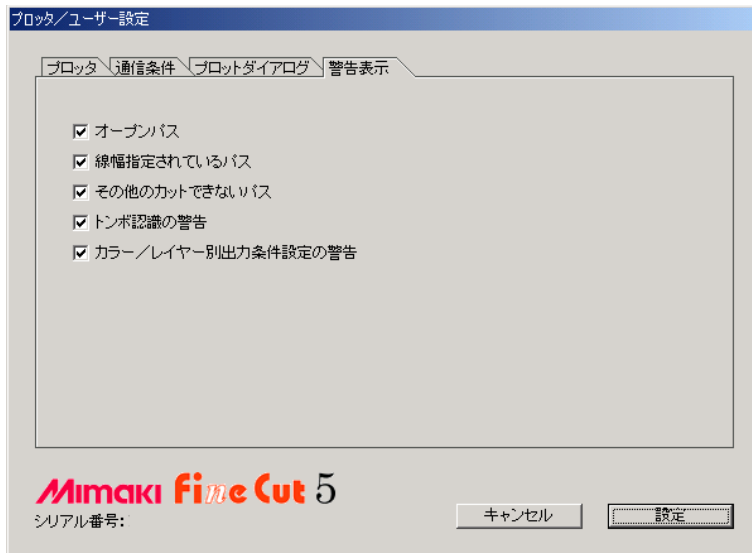 プロッタ／ユーザー設定
プロッタ 通信条件 プロットダイアログ 警告表示
オープンパス
線幅指定されているパス
その他のカットできないパス
トンボ認識の警告
カラー／レイヤー別出力条件設定の警告
MIMAKI Fine Cut 5
シリアル番号:
キャンセル 設定